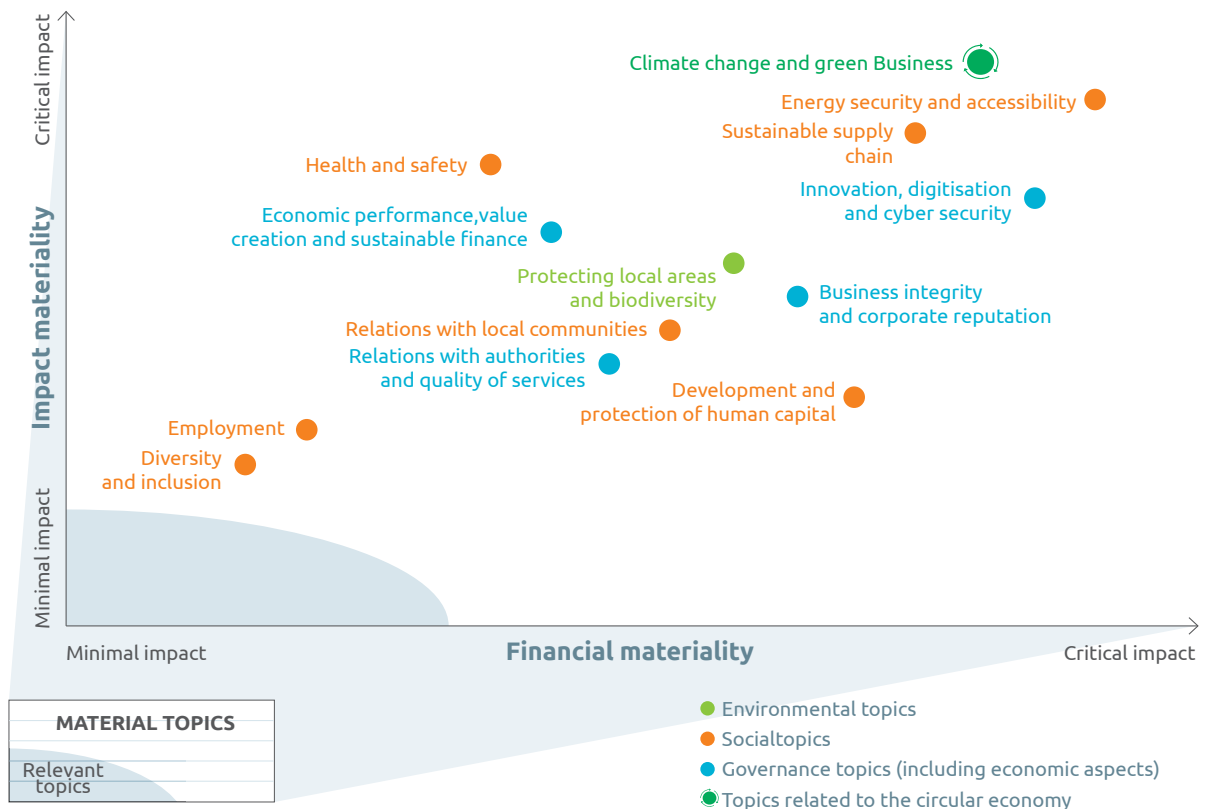 Critical impact
Impact materiality
Minimal impact
Climate change and green Business
Energy security and accessibility
Sustainable supply
chain
Health and safety
Innovation, digitisation
and cyber security
Economic performance,value
creation and sustainable finance
Protecting local areas
and biodiversity
Business integrity
and corporate reputation
Relations with local communities
Relations with authorities
and quality of services
Development and
protection of human capital
Employment
Diversity
and inclusion
Minimal impact
Financial materiality
Critical impact
MATERIAL TOPICS
Relevant
topics
Environmental topics
Socialtopics
Governance topics (including economic aspects)
Topics related to the circular economy